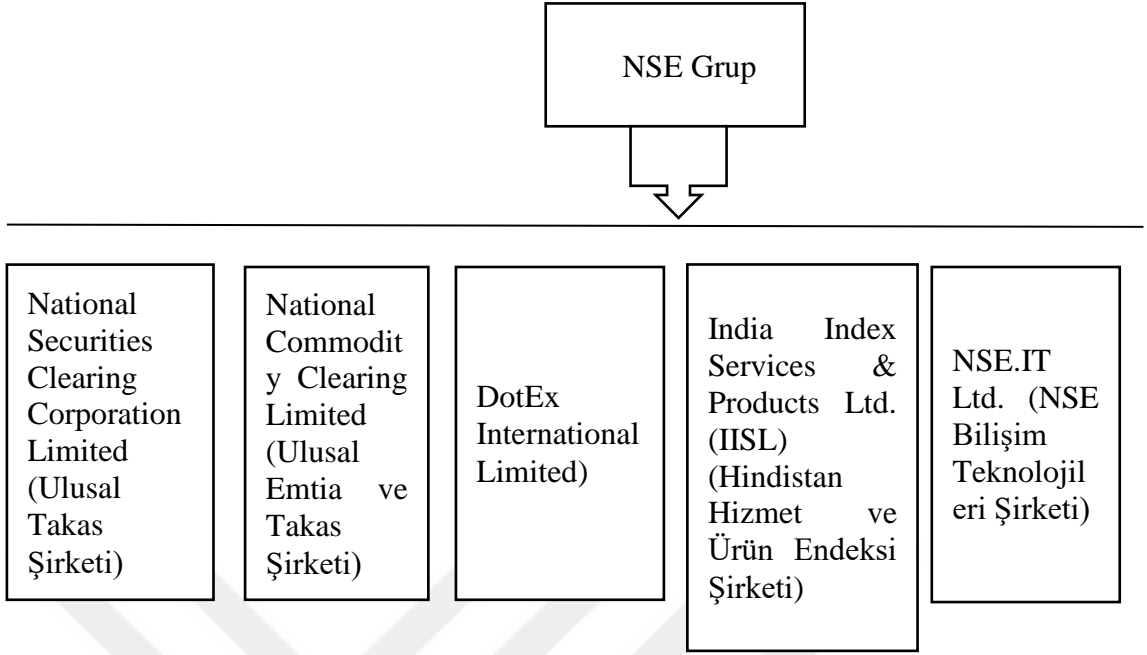 NSE Grup
National
Securities
Clearing
Corporation
Limited
(Ulusal
Takas
Şirketi)
National
Commodit
y Clearing
Limited
(Ulusal
Emtia ve
Takas
Şirketi)
DotEx
International
Limited)
India Index
Services &
Products Ltd.
(IISL)
(Hindistan
Hizmet ve
Ürün Endeksi
Şirketi)
NSE.IT
Ltd. (NSE
Bilişim
Teknolojil
eri Şirketi)